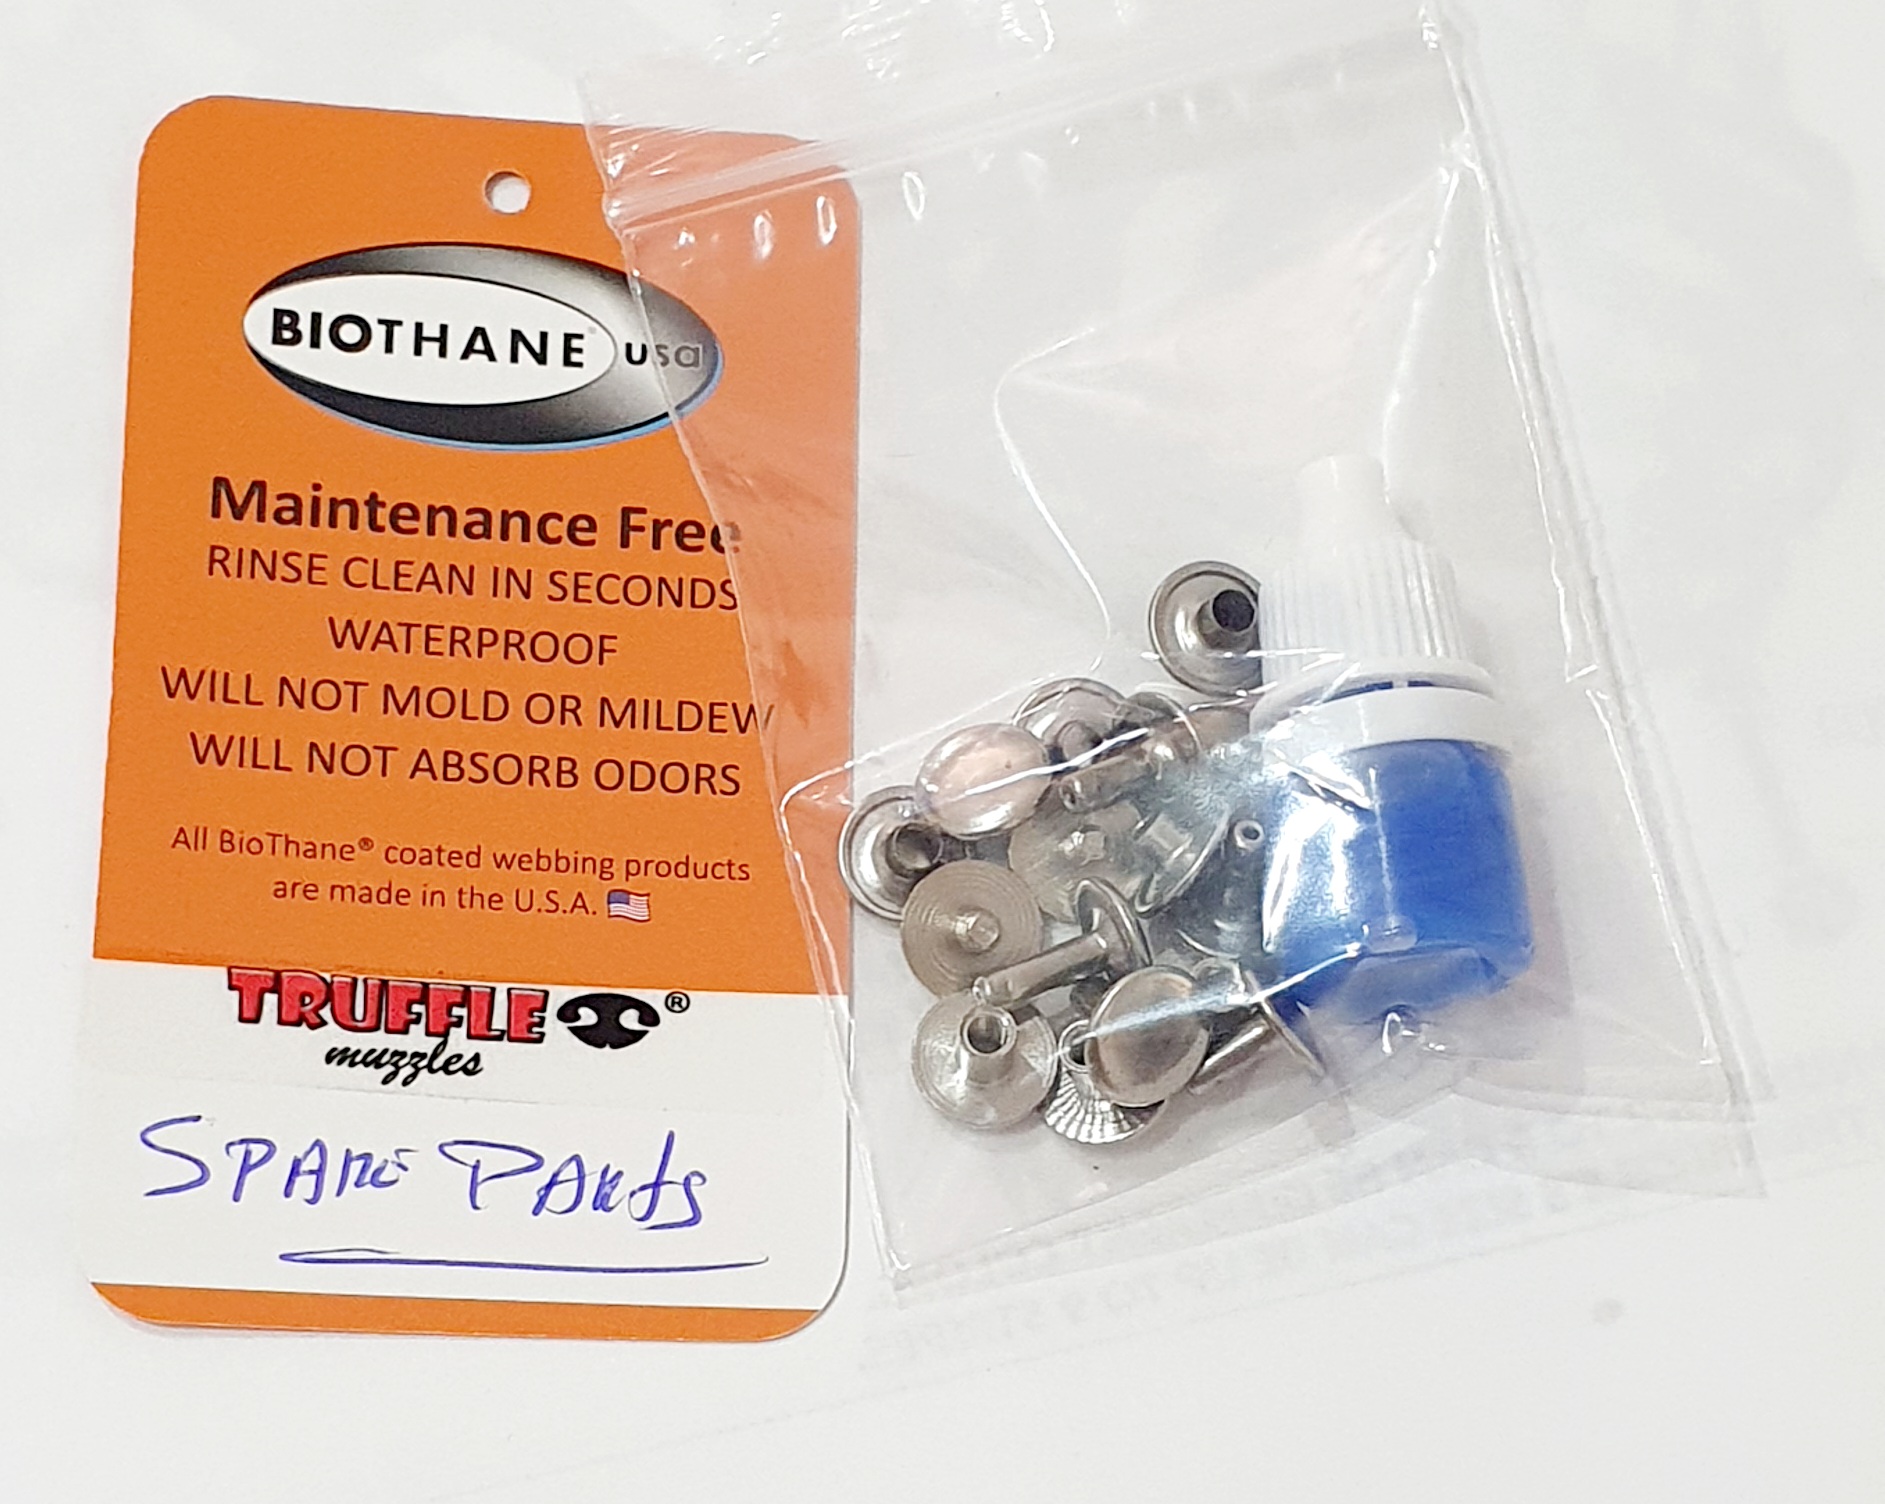 BIOTHANE® usa
Maintenance Free
RINSE CLEAN IN SECONDS
WATERPROOF
WILL NOT MOLD OR MILDEW
WILL NOT ABSORB ODORS
All BioThane® coated webbing products
are made in the U.S.A.
TRUFFLE ®
muzzles
SPARE PARtS